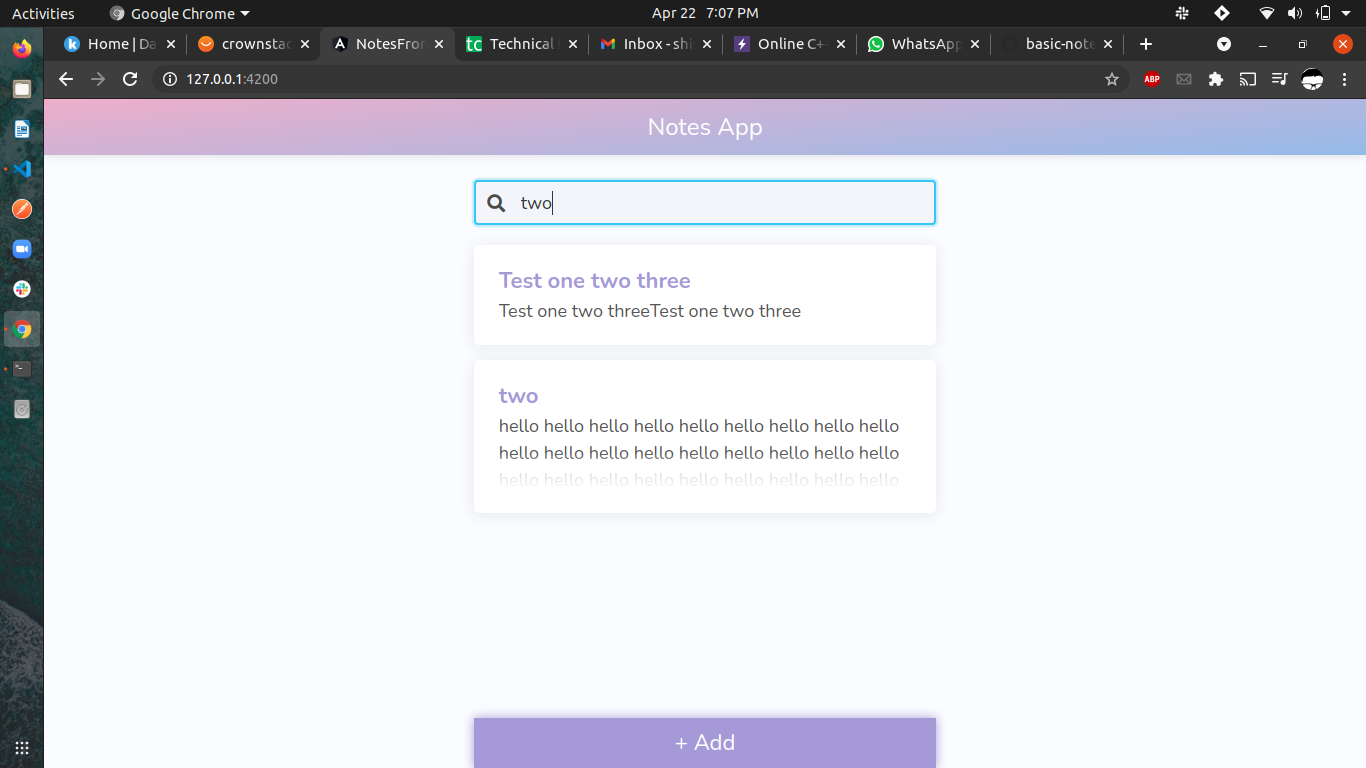 Activities
Google Chrome
Apr 22 7:07 PM
Home | Da
crownstac
NotesFron
Technical
Inbox - shi
Online C+
WhatsApp
basic-note
127.0.0.1:4200
ABP
Notes App
two
Test one two three
Test one two threeTest one two three
two
hello hello hello hello hello hello hello hello hello
hello hello hello hello hello hello hello hello hello
hello hello hello hello hello hello hello hello hello
+ Add